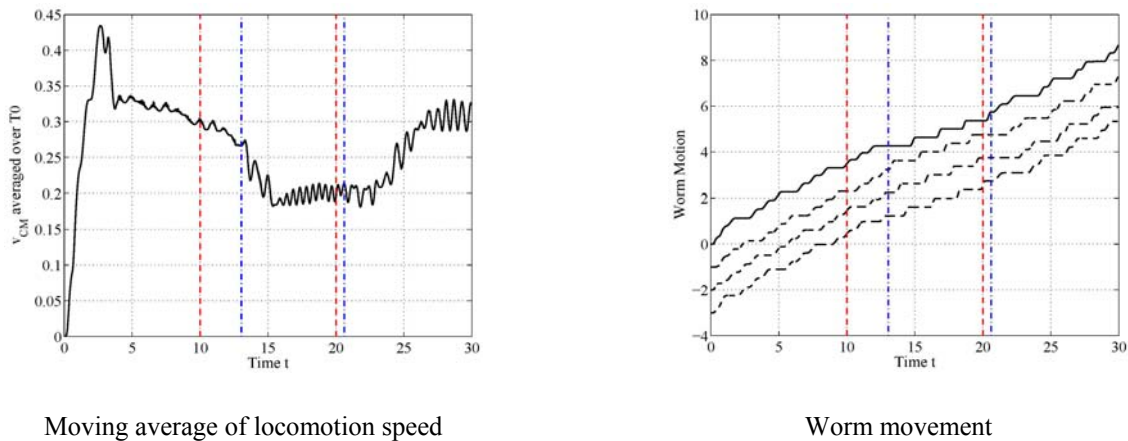 0.45
0.4
0.35
0.3
0.25
0.2
0.15
0.1
0.05
0
v_CM averaged over T0
0 5 10 15 20 25 30
Time t
Moving average of locomotion speed
10
8
6
4
2
0
−2
−4
Worm Motion
0 5 10 15 20 25 30
Time t
Worm movement